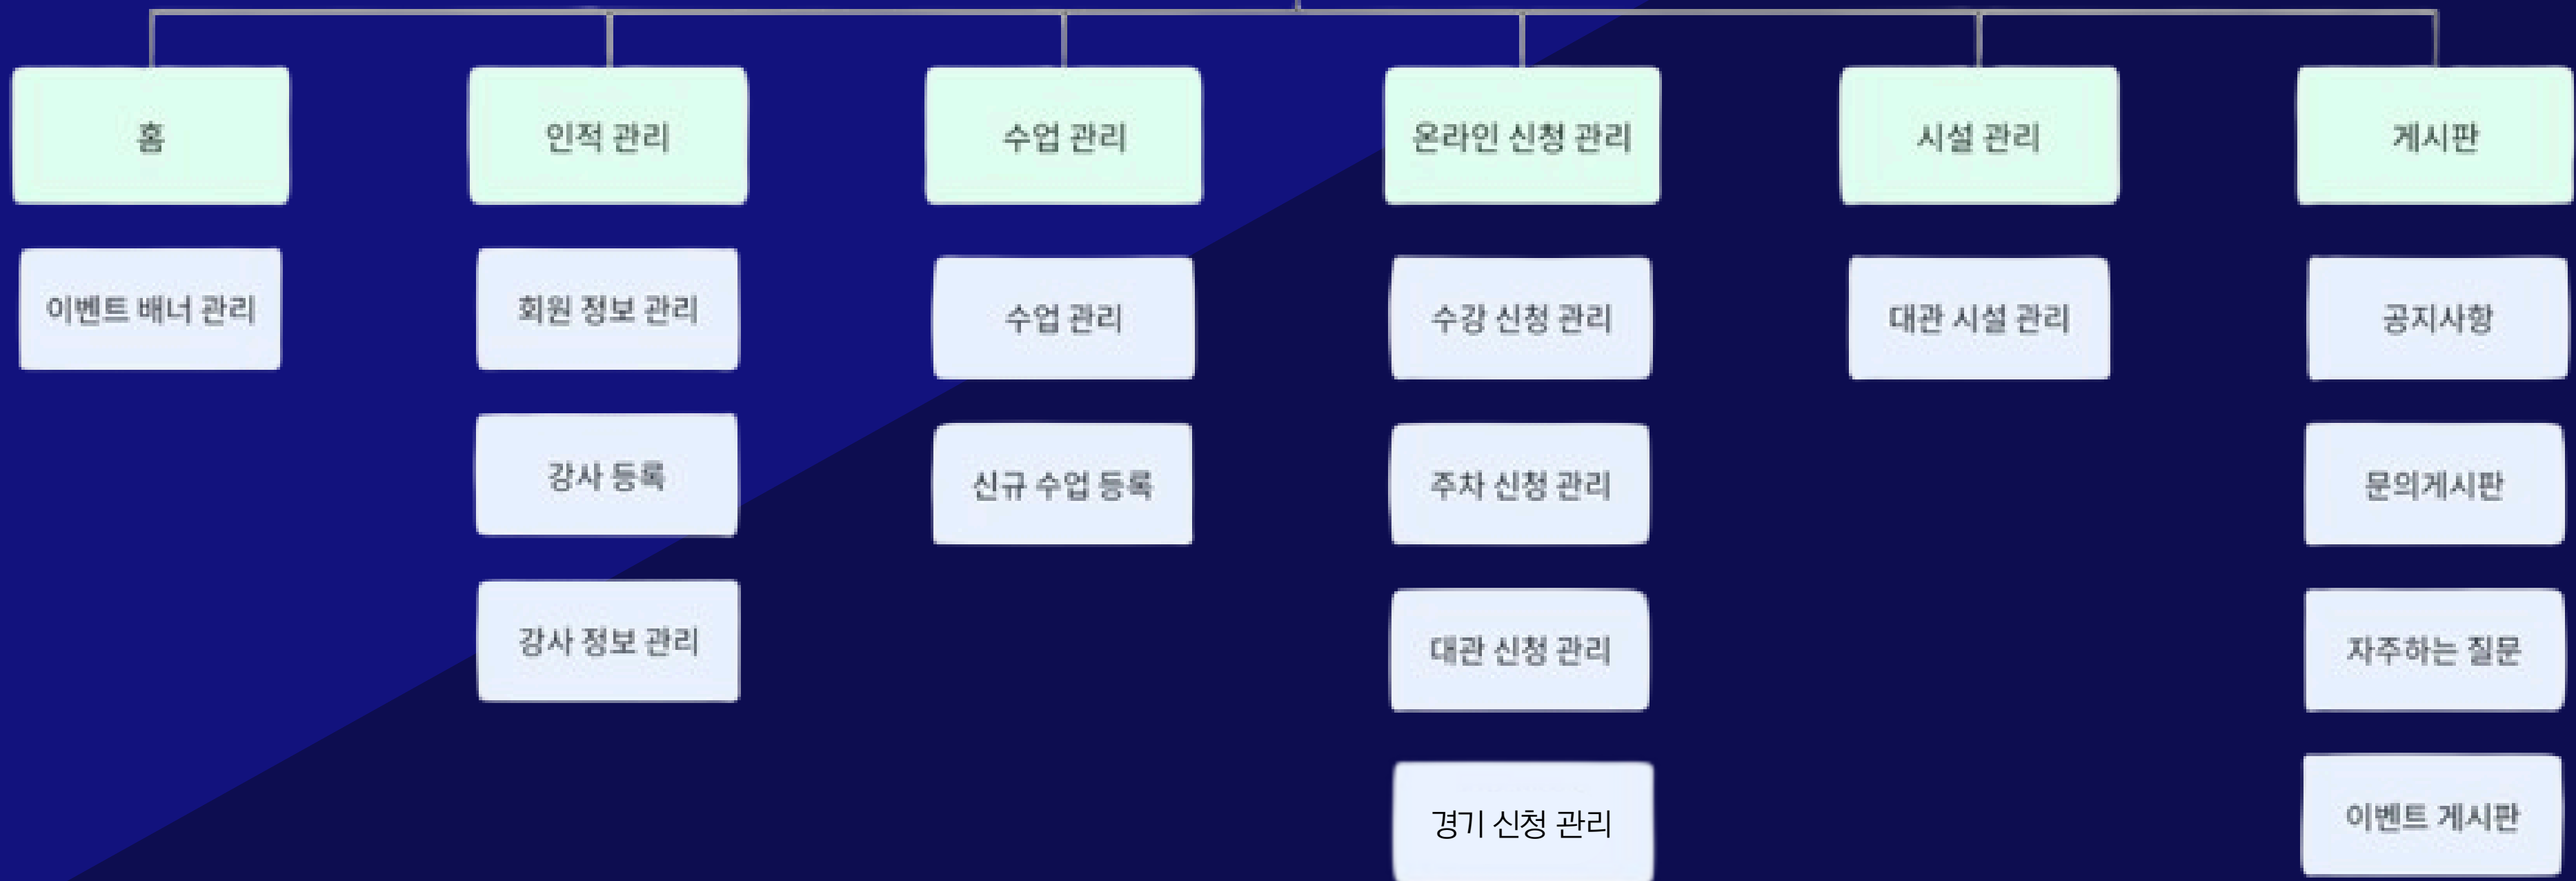 홈
인적 관리
수업 관리
온라인 신청 관리
시설 관리
게시판
이벤트 배너 관리
회원 정보 관리
수업 관리
수강 신청 관리
대관 시설 관리
공지사항
강사 등록
신규 수업 등록
주차 신청 관리
문의게시판
강사 정보 관리
대관 신청 관리
자주하는 질문
경기 신청 관리
이벤트 게시판